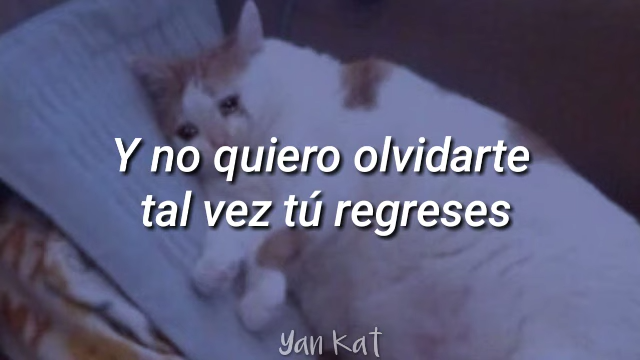 Y no quiero olvidarte
tal vez tú regreses
Yan Kat